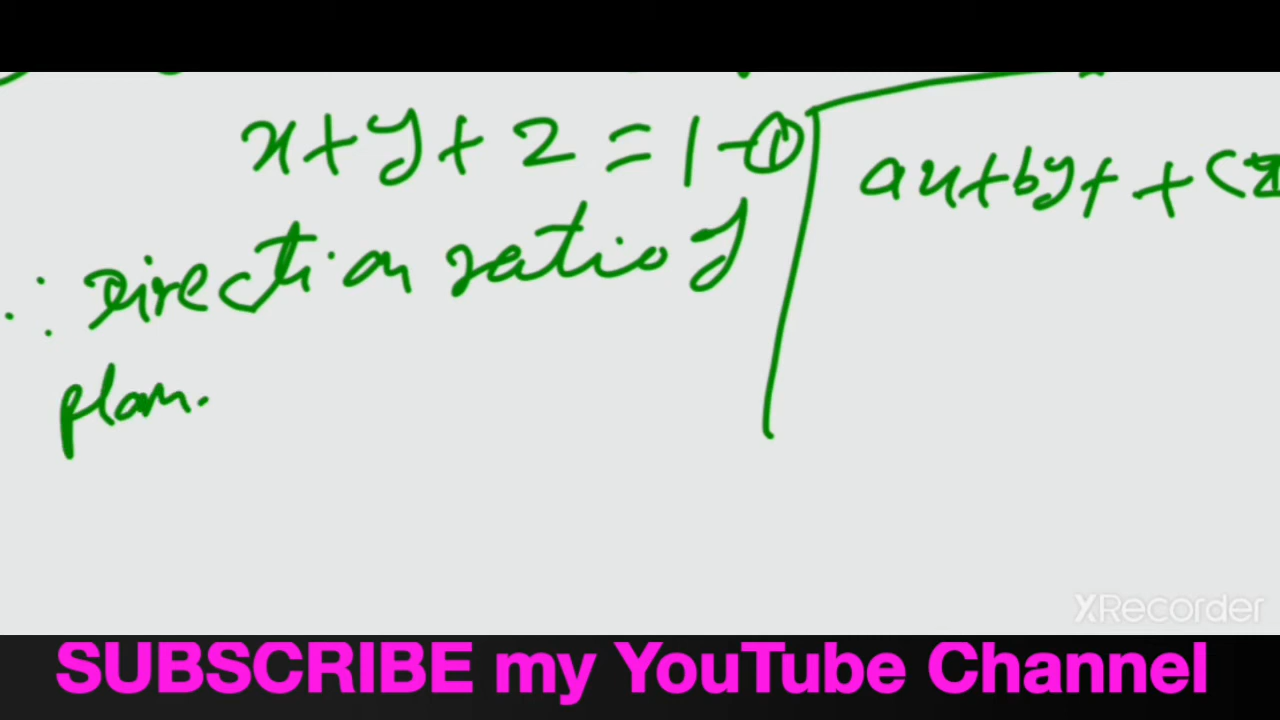 x+y+z=1-①
ax+by+ +cz
∴ Direction ratio of
plan.
XRecorder
SUBSCRIBE my YouTube Channel